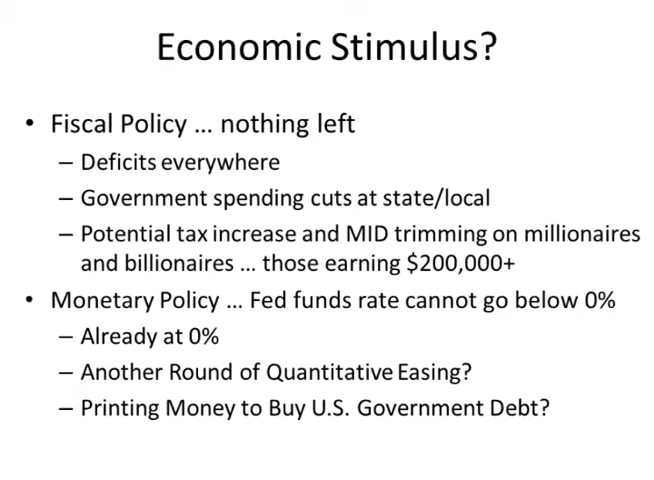 Economic Stimulus?
• Fiscal Policy … nothing left
– Deficits everywhere
– Government spending cuts at state/local
– Potential tax increase and MID trimming on millionaires
and billionaires … those earning $200,000+
• Monetary Policy … Fed funds rate cannot go below 0%
– Already at 0%
– Another Round of Quantitative Easing?
– Printing Money to Buy U.S. Government Debt?